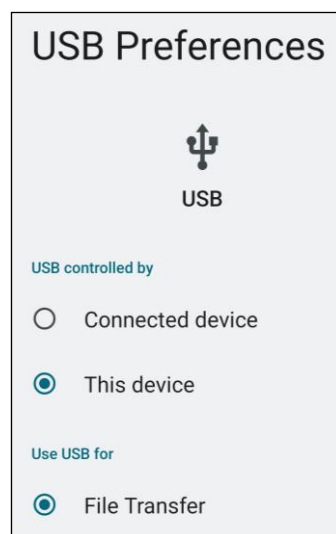 USB Preferences
USB
USB controlled by
Connected device
This device
Use USB for
File Transfer